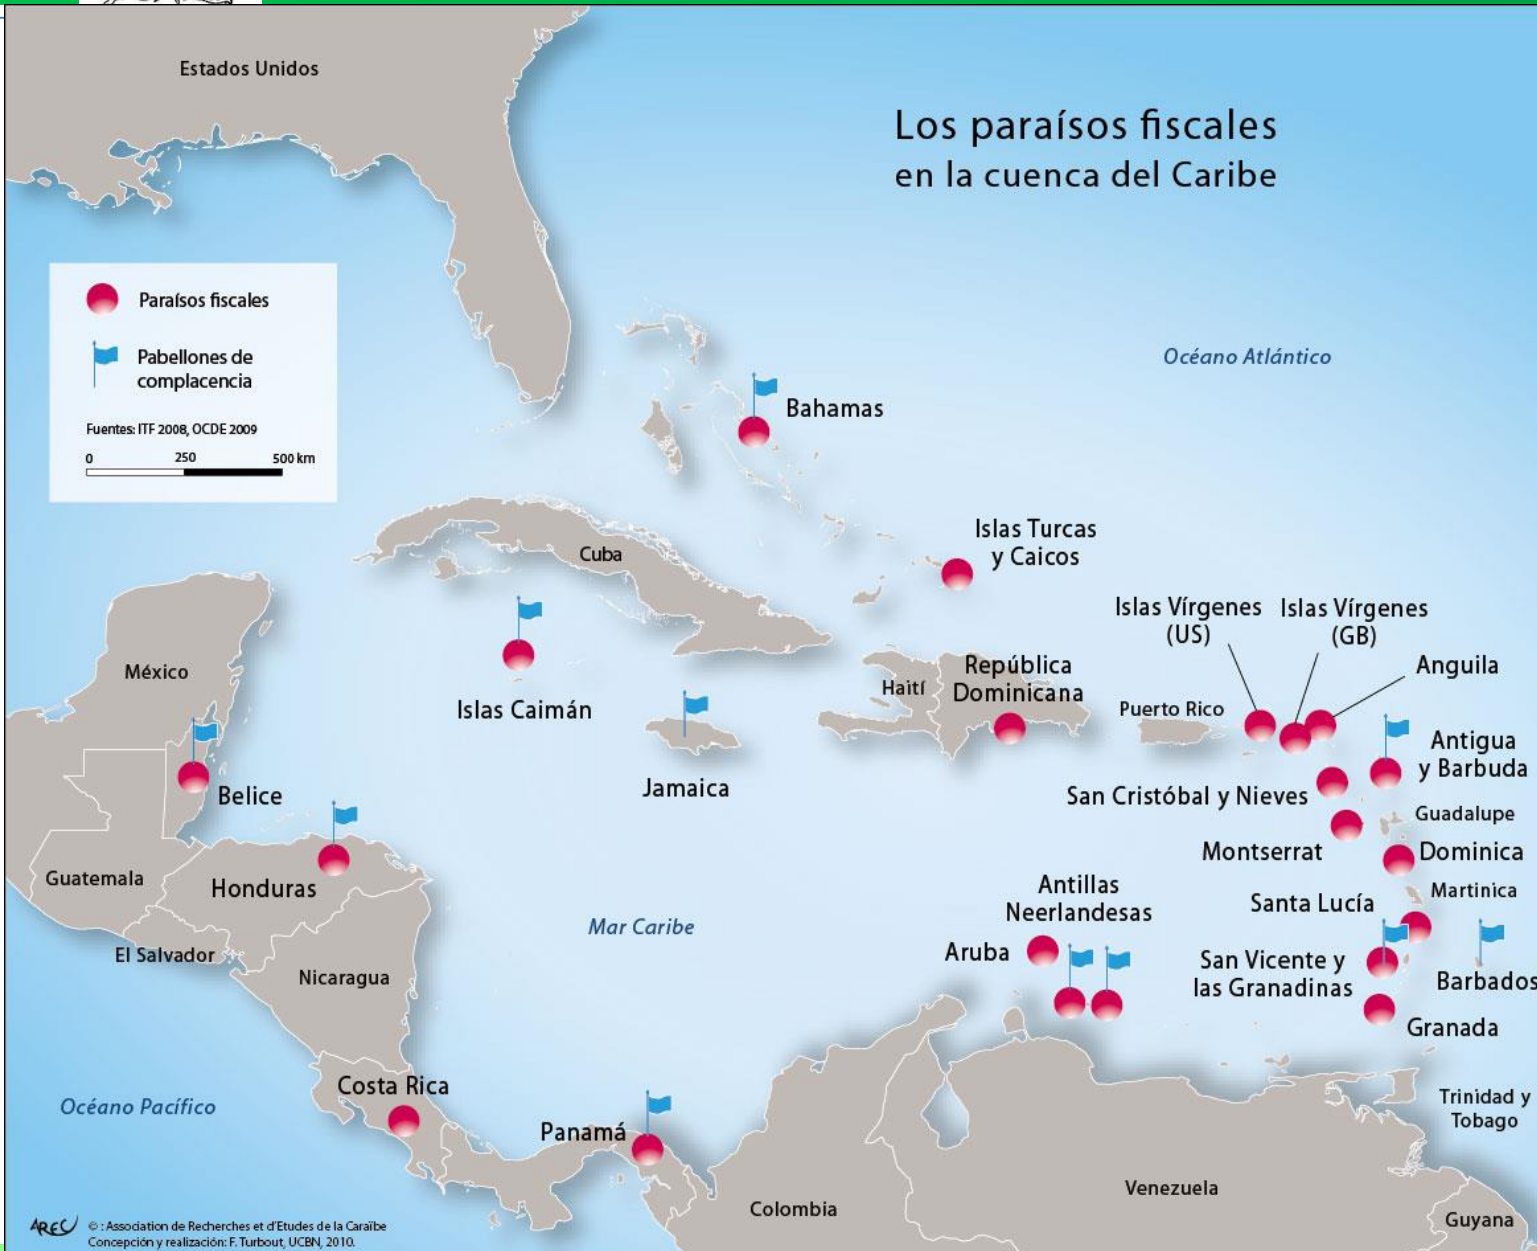 Estados Unidos
Los paraísos fiscales
en la cuenca del Caribe
Paraísos fiscales
Pabellones de
complacencia
Fuentes: ITF 2008, OCDE 2009
0 250 500 km
Océano Atlántico
Bahamas
Islas Turcas
y Caicos
Cuba
Islas Vírgenes
(US)
Islas Vírgenes
(GB)
Anguila
México
República
Dominicana
Haití
Islas Caimán
Puerto Rico
Antigua
y Barbuda
Jamaica
Belice
San Cristóbal y Nieves
Guadalupe
Montserrat
Dominica
Guatemala
Honduras
Antillas
Neerlandesas
Martinica
Santa Lucía
Mar Caribe
El Salvador
Aruba
San Vicente y
las Granadinas
Nicaragua
Barbados
Granada
Costa Rica
Océano Pacífico
Panamá
Trinidad y
Tobago
Venezuela
Colombia
Guyana
AREC
© : Association de Recherches et d'Etudes de la Caraïbe
Concepción y realización: F. Turbout, UCBN, 2010.